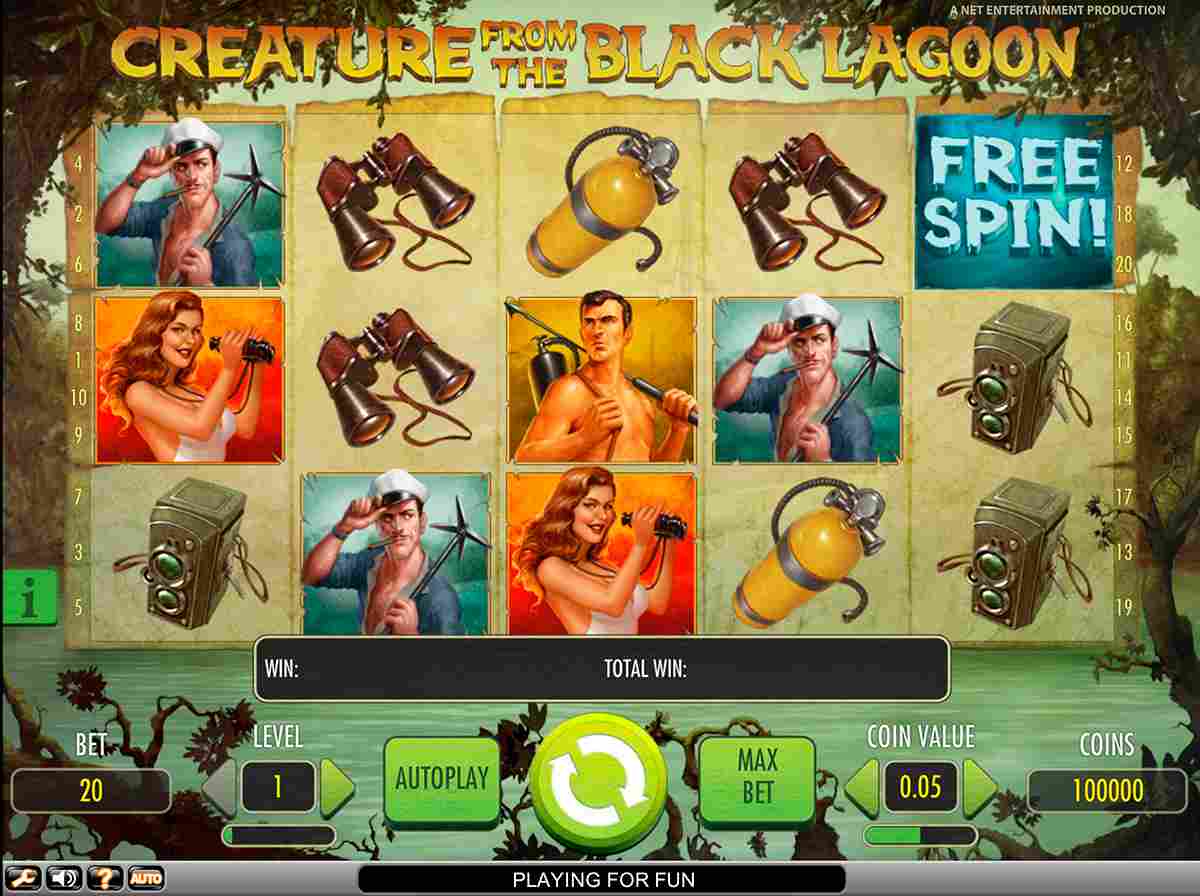 A NET ENTERTAINMENT PRODUCTION
CREATURE FROM THE BLACK LAGOON
™
FREE
SPIN!
4
2
6
8
1
10
9
7
3
5
12
18
20
16
11
14
15
17
13
19
i
WIN:
TOTAL WIN:
BET
20
LEVEL
1
AUTOPLAY
MAX
BET
COIN VALUE
0.05
COINS
100000
?
AUTO
PLAYING FOR FUN